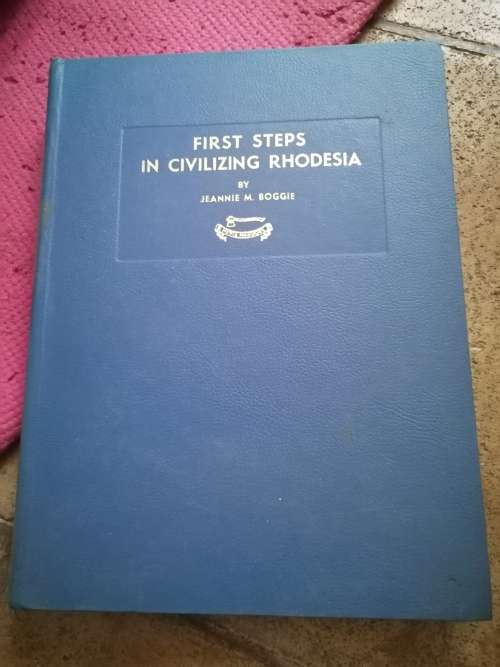 FIRST STEPS
IN CIVILIZING RHODESIA
BY
JEANNIE M. BOGGIE